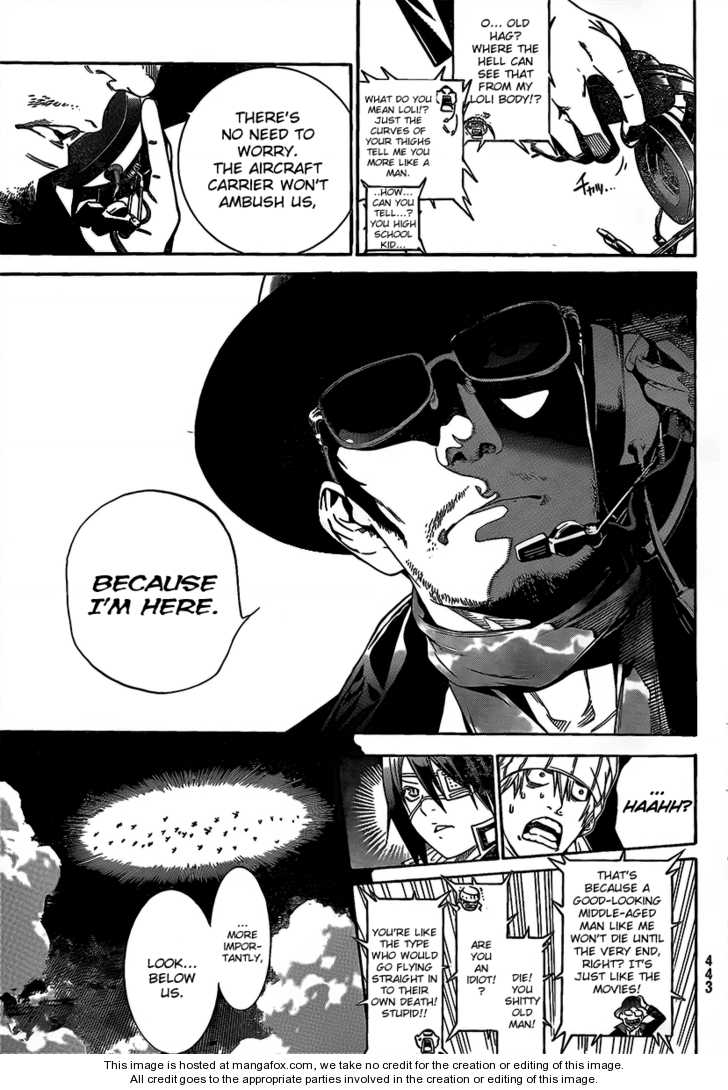 O... OLD
HAG?
WHERE THE
HELL CAN
SEE THAT
FROM MY
LOLI BODY!?
WHAT DO YOU
MEAN LOLI!?
JUST THE
CURVES OF
YOUR THIGHS
TELL ME YOU
MORE LIKE A
MAN.
..HOW...
CAN YOU
TELL...?
YOU HIGH
SCHOOL
KID...
THERE'S
NO NEED TO
WORRY.
THE AIRCRAFT
CARRIER WON'T
AMBUSH US,
BECAUSE
I'M HERE.
...
HAAHH?
THAT'S
BECAUSE A
GOOD-LOOKING
MIDDLE-AGED
MAN LIKE ME
WON'T DIE UNTIL
THE VERY END,
RIGHT? IT'S
JUST LIKE THE
MOVIES!
DIE!
YOU
SHITTY
OLD
MAN!
ARE
YOU
AN
IDIOT!
?
YOU'RE LIKE
THE TYPE
WHO WOULD
GO FLYING
STRAIGHT IN
TO THEIR
OWN DEATH!
STUPID!!
...
MORE
IMPOR-
TANTLY,
LOOK...
BELOW
US.
443
This image is hosted at mangafox.com, we take no credit for the creation or editing of this image.
All credit goes to the appropriate parties involved in the creation or editing of this image.